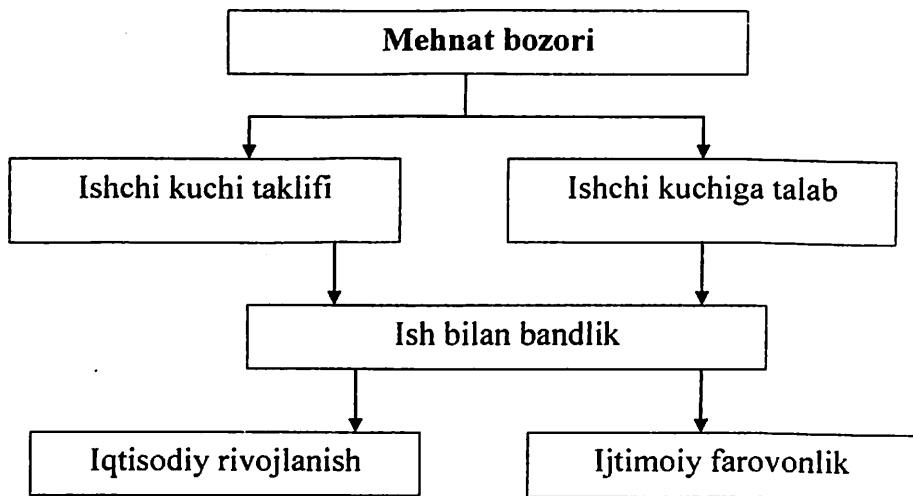 Mehnat bozori
Ishchi kuchi taklifi
Ishchi kuchiga talab
Ish bilan bandlik
Iqtisodiy rivojlanish
Ijtimoiy farovonlik